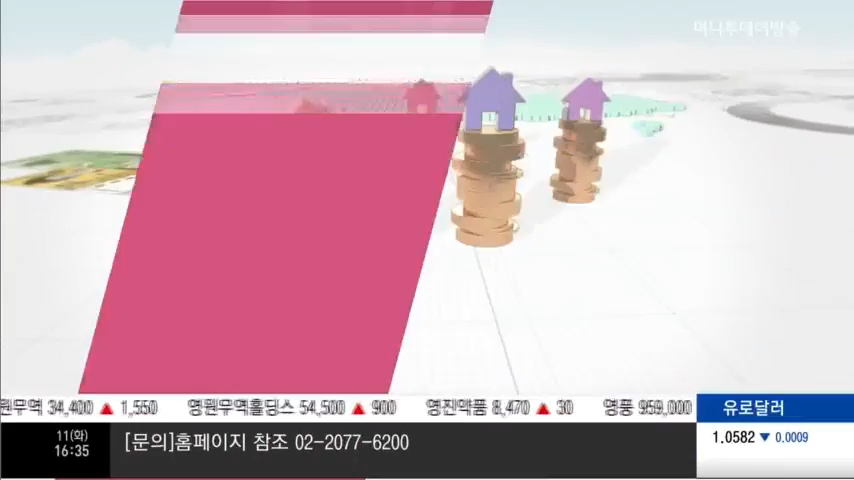 머니투데이방송
원무역 34,400 ▲ 1,550 영원무역홀딩스 54,500 ▲ 900 영진약품 8,470 ▲ 30 영풍 959,000
유로달러
1.0582 ▼ 0.0009
11(화)
16:35
[문의]홈페이지 참조 02-2077-6200